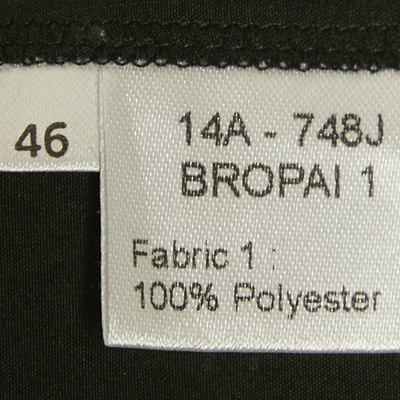 46
14A - 748J
BROPAI 1
Fabric 1 :
100% Polyester